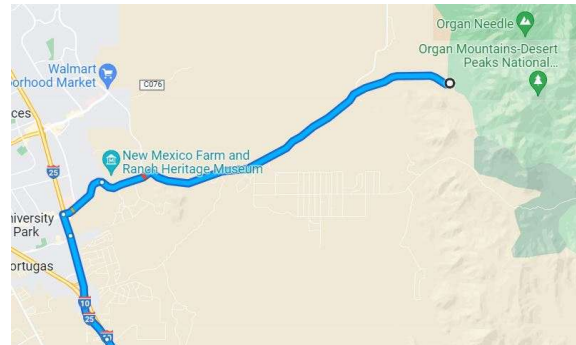 Organ Needle
Organ Mountains-Desert
Peaks National...
Walmart
orhood Market
C076
ces
New Mexico Farm and
Ranch Heritage Museum
25
niversity
Park
ortugas
10
25